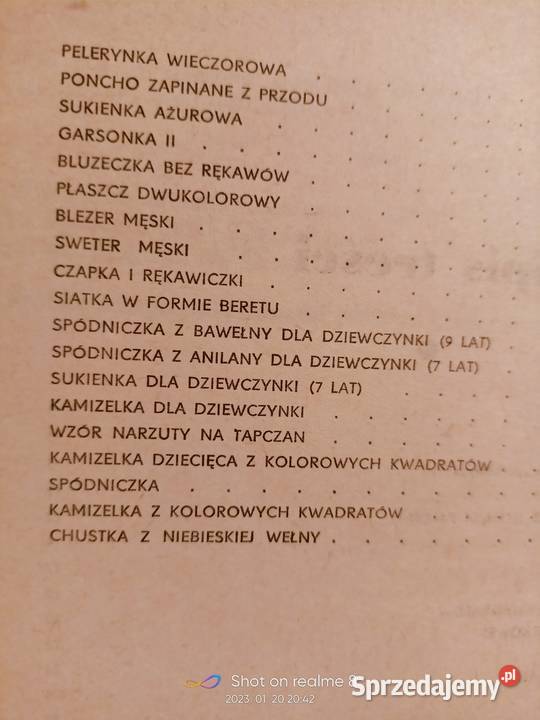 PELERYNKA WIECZOROWA . . . . .
PONCHO ZAPINANE Z PRZODU . . . .
SUKIENKA AŻUROWA . . . . . .
GARSONKA II . . . . . . . .
BLUZECZKA BEZ RĘKAWÓW . . . . .
PŁASZCZ DWUKOLOROWY . . . . .
BLEZER MĘSKI . . . . . . . .
SWETER MĘSKI . . . . . . .
CZAPKA I RĘKAWICZKI . . . . . .
SIATKA W FORMIE BERETU . . . . .
SPÓDNICZKA Z BAWEŁNY DLA DZIEWCZYNKI (9 LAT) .
SPÓDNICZKA Z ANILANY DLA DZIEWCZYNKI (7 LAT) .
SUKIENKA DLA DZIEWCZYNKI (7 LAT) . . . .
KAMIZELKA DLA DZIEWCZYNKI . . . . .
WZÓR NARZUTY NA TAPCZAN . . . . .
KAMIZELKA DZIECIĘCA Z KOLOROWYCH KWADRATÓW . .
SPÓDNICZKA . . . . . . . . .
KAMIZELKA Z KOLOROWYCH KWADRATÓW . . . .
CHUSTKA Z NIEBIESKIEJ WEŁNY . . . . . .
Shot on realme 8
2023. 01. 20 20:42
Sprzedajemy.pl